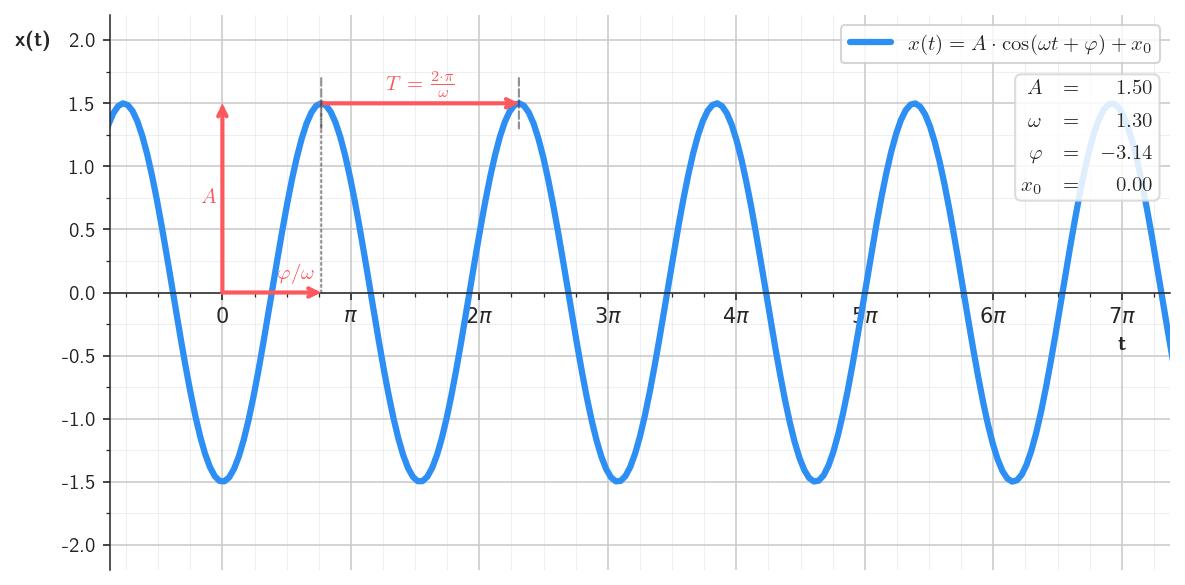 x(t)
2.0
x(t) = A · cos(ωt + φ) + x₀
T = 2·π/ω
A = 1.50
ω = 1.30
φ = −3.14
x₀ = 0.00
1.5
1.0
A
0.5
φ/ω
0.0
0 π 2π 3π 4π 5π 6π 7π
t
-0.5
-1.0
-1.5
-2.0